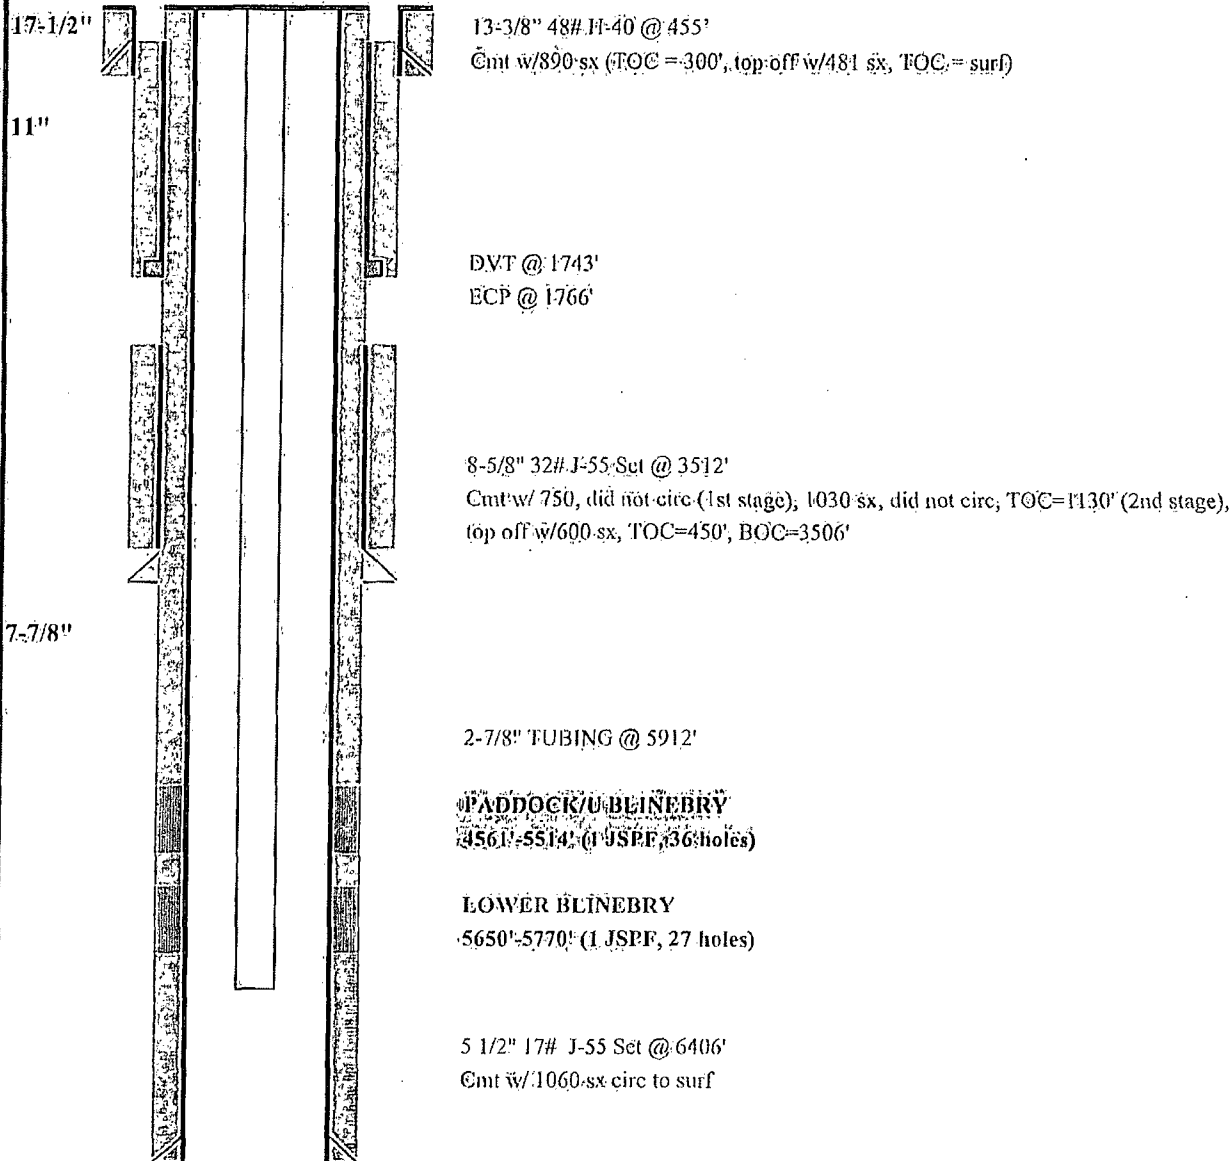 17-1/2"
13-3/8" 48# H-40 @ 455'
Cmt w/890 sx (TOC = 300', top off w/481 sx, TOC = surf)
11"
DVT @ 1743'
ECP @ 1766'
8-5/8" 32# J-55 Set @ 3512'
Cmt w/ 750, did not circ (1st stage); 1030 sx, did not circ, TOC=1130' (2nd stage),
top off w/600 sx, TOC=450', BOC=3506'
7-7/8"
2-7/8" TUBING @ 5912'
PADDOCK/U BLINEBRY
4561'-5514' (1 JSPF, 36 holes)
LOWER BLINEBRY
5650'-5770' (1 JSPF, 27 holes)
5 1/2" 17# J-55 Set @ 6406'
Cmt w/ 1060 sx circ to surf